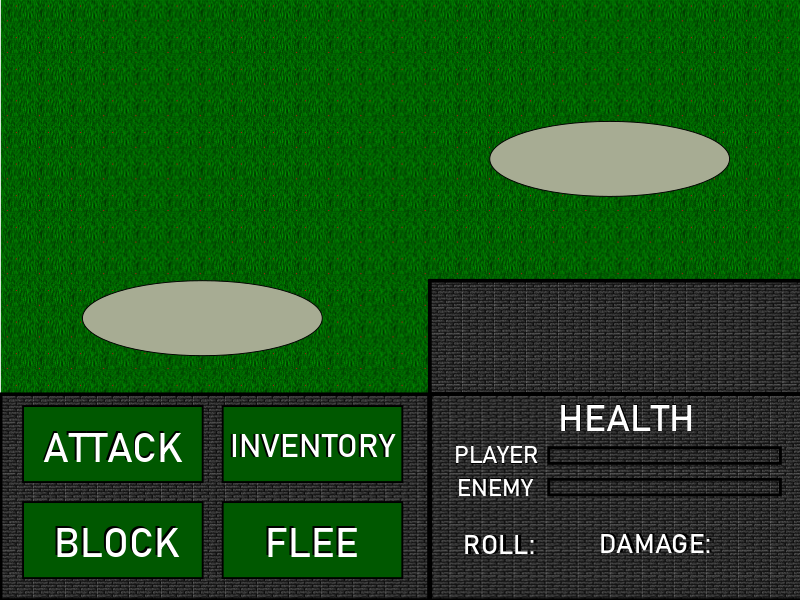 ATTACK
INVENTORY
BLOCK
FLEE
HEALTH
PLAYER
ENEMY
ROLL:
DAMAGE: